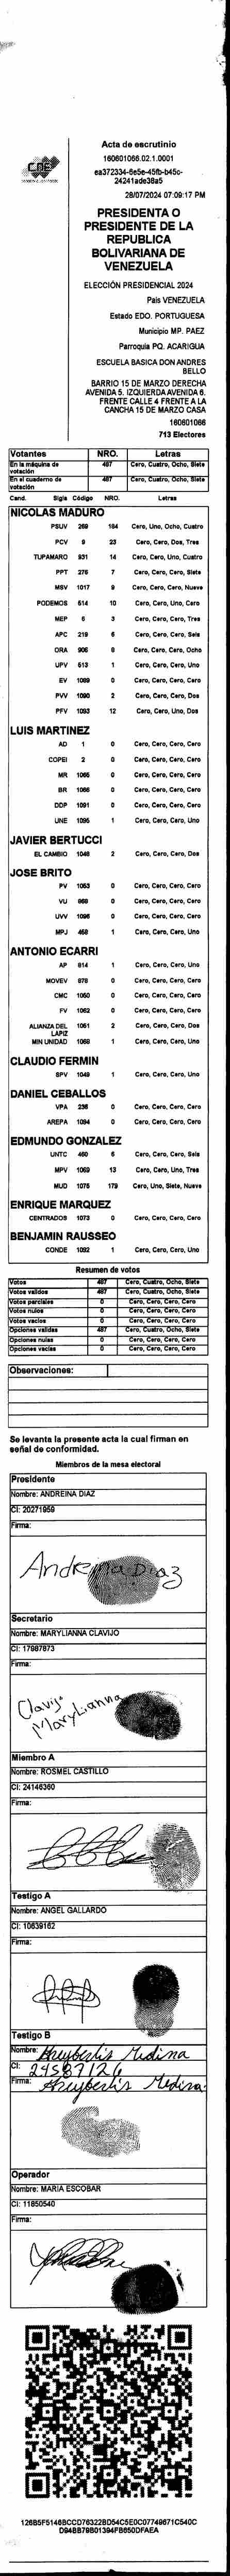 CNE
Acta de escrutinio
160601066.02.1.0001
ea372334-6e5e-45fb-b45c-
24241ade38a5
28/07/2024 07:09:17 PM
PRESIDENTA O
PRESIDENTE DE LA
REPUBLICA
BOLIVARIANA DE
VENEZUELA
ELECCIÓN PRESIDENCIAL 2024
País VENEZUELA
Estado EDO. PORTUGUESA
Municipio MP. PAEZ
Parroquia PQ. ACARIGUA
ESCUELA BASICA DON ANDRES
BELLO
BARRIO 15 DE MARZO DERECHA
AVENIDA 5. IZQUIERDA AVENIDA 6.
FRENTE CALLE 4 FRENTE A LA
CANCHA 15 DE MARZO CASA
160601066
713 Electores
Votantes NRO. Letras
En la máquina de votación 487 Cero, Cuatro, Ocho, Siete
En el cuaderno de votación 487 Cero, Cuatro, Ocho, Siete
Cand. Sigla Código NRO. Letras
NICOLAS MADURO
PSUV 269 184 Cero, Uno, Ocho, Cuatro
PCV 9 23 Cero, Cero, Dos, Tres
TUPAMARO 931 14 Cero, Cero, Uno, Cuatro
PPT 275 7 Cero, Cero, Cero, Siete
MSV 1017 9 Cero, Cero, Cero, Nueve
PODEMOS 514 10 Cero, Cero, Uno, Cero
MEP 6 3 Cero, Cero, Cero, Tres
APC 219 6 Cero, Cero, Cero, Seis
ORA 906 8 Cero, Cero, Cero, Ocho
UPV 513 1 Cero, Cero, Cero, Uno
EV 1089 0 Cero, Cero, Cero, Cero
PVV 1090 2 Cero, Cero, Cero, Dos
PFV 1093 12 Cero, Cero, Uno, Dos
LUIS MARTINEZ
AD 1 0 Cero, Cero, Cero, Cero
COPEI 2 0 Cero, Cero, Cero, Cero
MR 1065 0 Cero, Cero, Cero, Cero
BR 1066 0 Cero, Cero, Cero, Cero
DDP 1091 0 Cero, Cero, Cero, Cero
UNE 1095 1 Cero, Cero, Cero, Uno
JAVIER BERTUCCI
EL CAMBIO 1048 2 Cero, Cero, Cero, Dos
JOSE BRITO
PV 1053 0 Cero, Cero, Cero, Cero
VU 868 0 Cero, Cero, Cero, Cero
UVV 1096 0 Cero, Cero, Cero, Cero
MPJ 468 1 Cero, Cero, Cero, Uno
ANTONIO ECARRI
AP 814 1 Cero, Cero, Cero, Uno
MOVEV 878 0 Cero, Cero, Cero, Cero
CMC 1050 0 Cero, Cero, Cero, Cero
FV 1062 0 Cero, Cero, Cero, Cero
ALIANZA DEL LAPIZ 1061 2 Cero, Cero, Cero, Dos
MIN UNIDAD 1068 1 Cero, Cero, Cero, Uno
CLAUDIO FERMIN
SPV 1049 1 Cero, Cero, Cero, Uno
DANIEL CEBALLOS
VPA 238 0 Cero, Cero, Cero, Cero
AREPA 1094 0 Cero, Cero, Cero, Cero
EDMUNDO GONZALEZ
UNTC 460 6 Cero, Cero, Cero, Seis
MPV 1069 13 Cero, Cero, Uno, Tres
MUD 1075 179 Cero, Uno, Siete, Nueve
ENRIQUE MARQUEZ
CENTRADOS 1073 0 Cero, Cero, Cero, Cero
BENJAMIN RAUSSEO
CONDE 1092 1 Cero, Cero, Cero, Uno
Resumen de votos
Votos 487 Cero, Cuatro, Ocho, Siete
Votos validos 487 Cero, Cuatro, Ocho, Siete
Votos parciales 0 Cero, Cero, Cero, Cero
Votos nulos 0 Cero, Cero, Cero, Cero
Votos vacios 0 Cero, Cero, Cero, Cero
Opciones validas 487 Cero, Cuatro, Ocho, Siete
Opciones nulas 0 Cero, Cero, Cero, Cero
Opciones vacias 0 Cero, Cero, Cero, Cero
Observaciones:
Se levanta la presente acta la cual firman en
señal de conformidad.
Miembros de la mesa electoral
Presidente
Nombre: ANDREINA DIAZ
CI: 20271959
Firma:
Andreina Diaz
Secretario
Nombre: MARYLIANNA CLAVIJO
CI: 17987873
Firma:
Clavijo
Marylianna
Miembro A
Nombre: ROSMEL CASTILLO
CI: 24146360
Firma:
Testigo A
Nombre: ANGEL GALLARDO
CI: 10639162
Firma:
Testigo B
Nombre: Medina
CI: 24587126
Firma: Medina
Operador
Nombre: MARIA ESCOBAR
CI: 11850540
Firma:
126B5F5146BCCD76322BD54C5E0C07749671C540C
D94BB79B01394FB650DFAEA